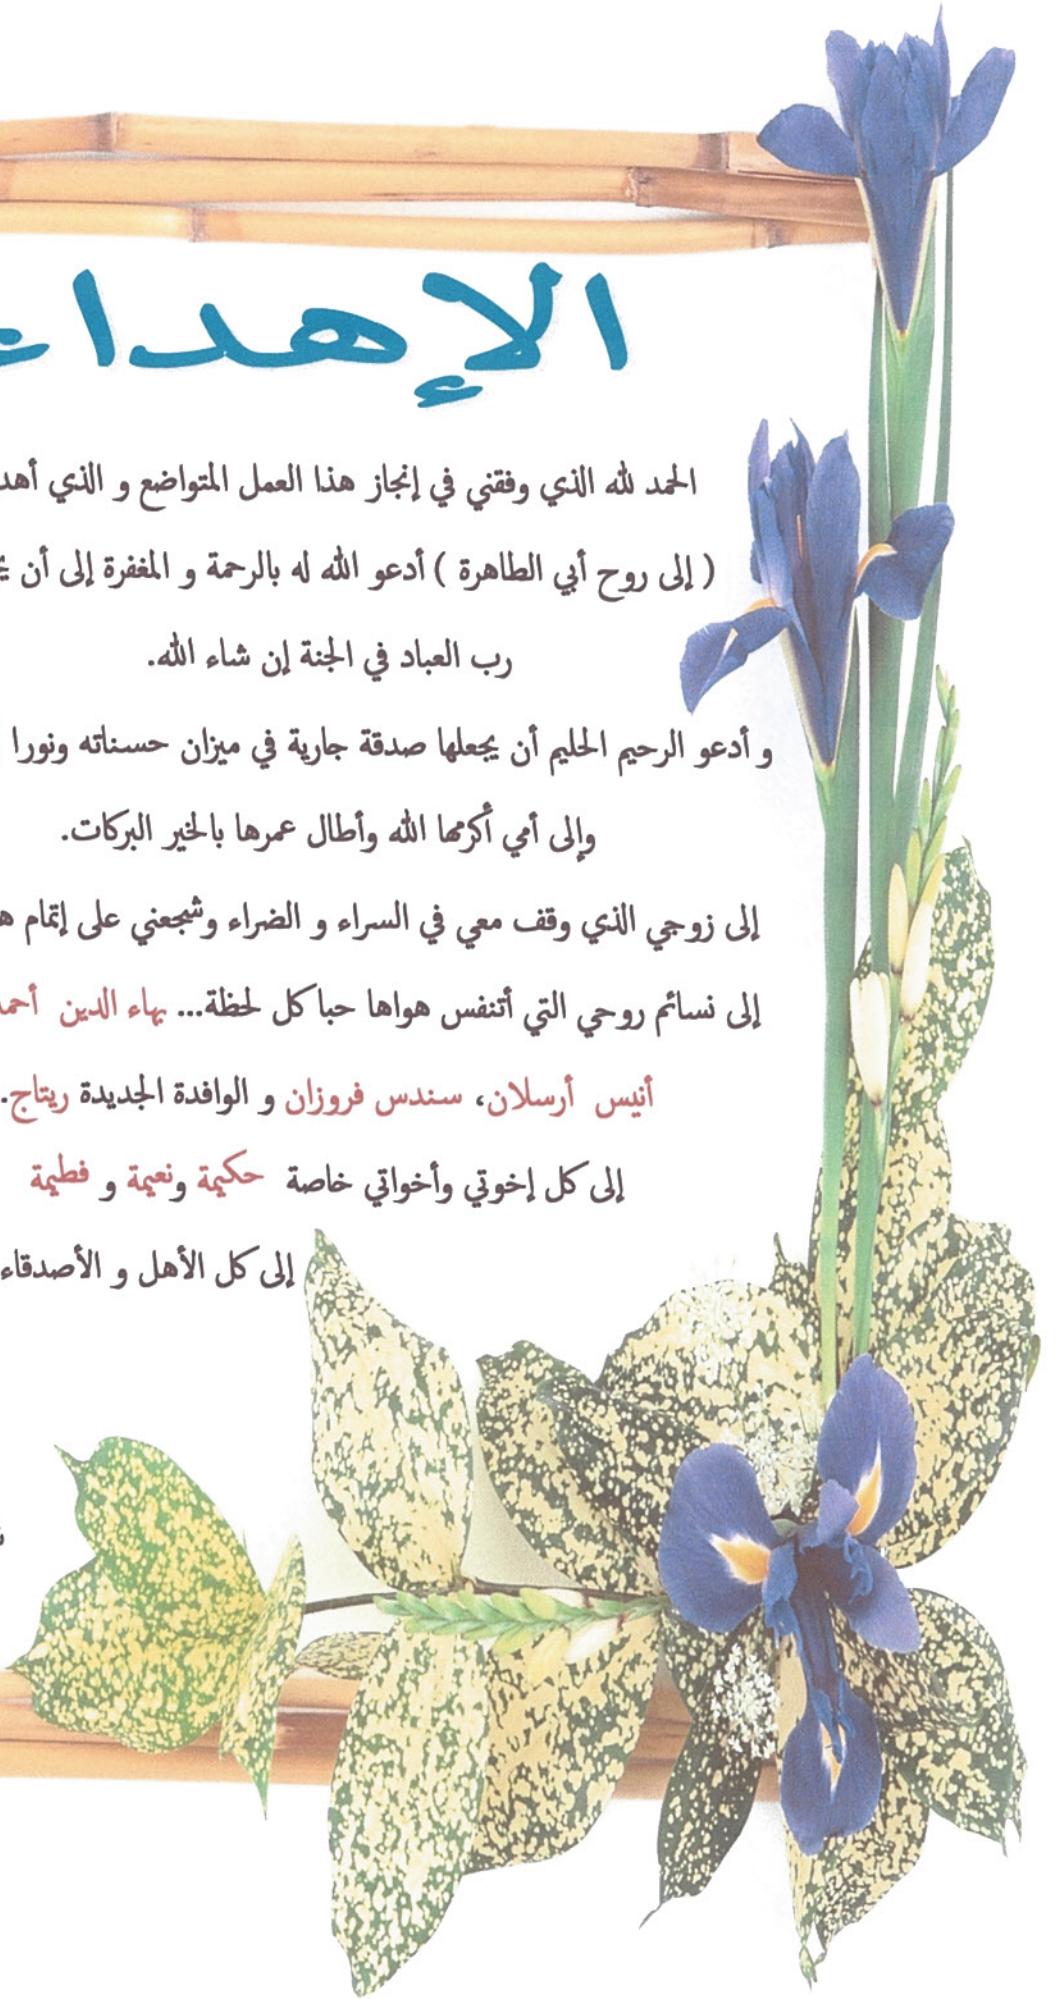 الإهداء
الحمد لله الذي وفقني في إنجاز هذا العمل المتواضع و الذي
( إلى روح أبي الطاهرة ) أدعو الله له بالرحمة و المغفرة إلى أن
رب العباد في الجنة إن شاء الله.
و أدعو الرحيم الحليم أن يجعلها صدقة جارية في ميزان حسناته ونورا
وإلى أمي أكرمها الله وأطال عمرها بالخير البركات.
إلى زوجي الذي وقف معي في السراء و الضراء وشجعني على إتمام
إلى نسائم روحي التي أتنفس هواها حبا كل لحظة... بهاء الدين
أنيس أرسلان، سندس فروزان و الوافدة الجديدة ريتاج.
إلى كل إخوتي وأخواتي خاصة حكيمة ونعيمة و فطيمة
إلى كل الأهل و الأصدقاء